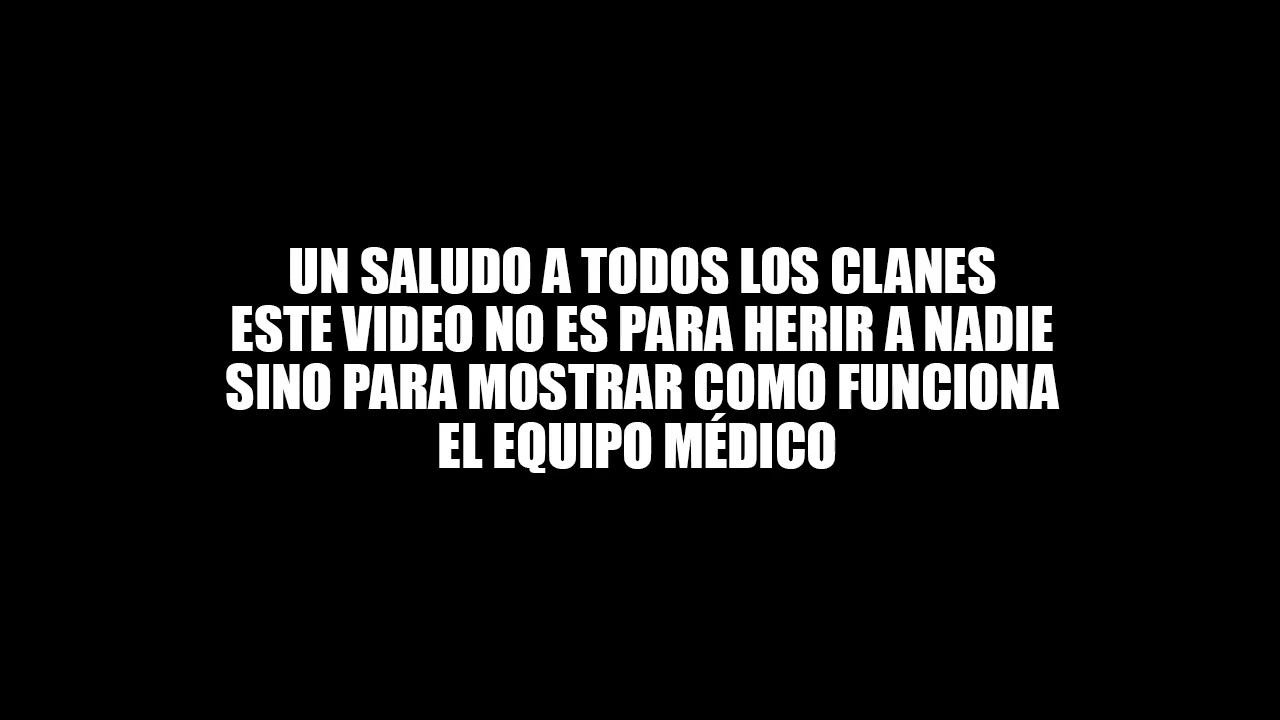 UN SALUDO A TODOS LOS CLANES
ESTE VIDEO NO ES PARA HERIR A NADIE
SINO PARA MOSTRAR COMO FUNCIONA
EL EQUIPO MÉDICO